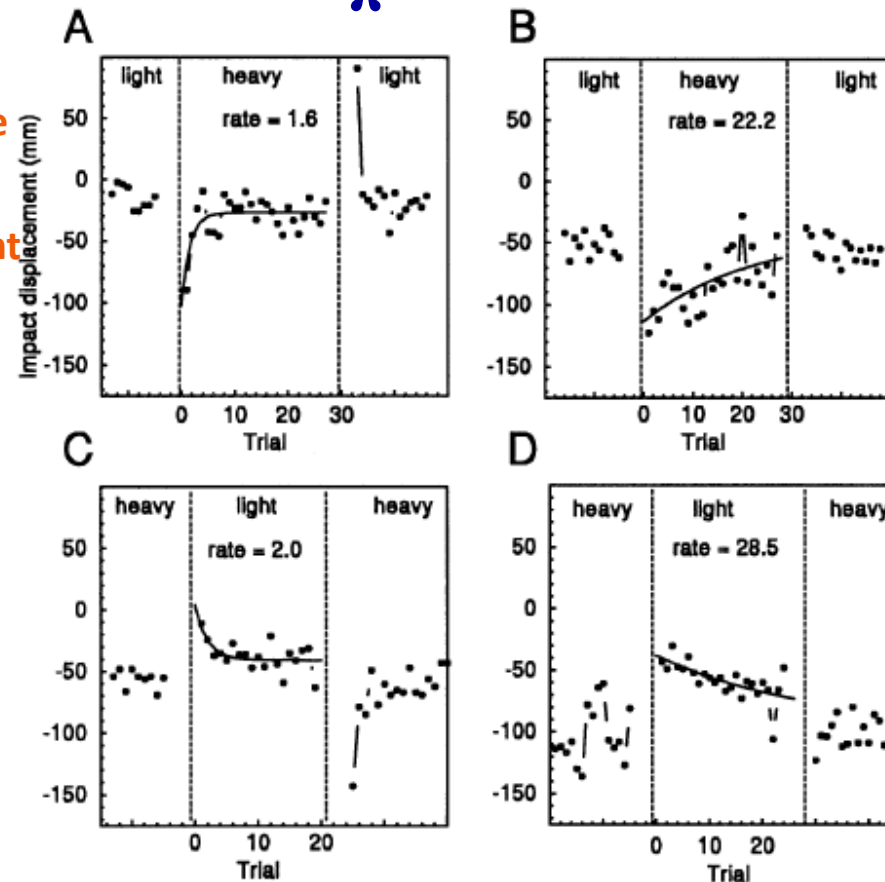 *
A
light heavy light
rate = 1.6
50
0
-50
-100
-150
Impact displacement (mm)
0 10 20 30
Trial
B
light heavy light
rate = 22.2
50
0
-50
-100
-150
0 10 20 30
Trial
C
heavy light heavy
rate = 2.0
50
0
-50
-100
-150
0 10 20
Trial
D
heavy light heavy
rate = 28.5
50
0
-50
-100
-150
0 10 20
Trial